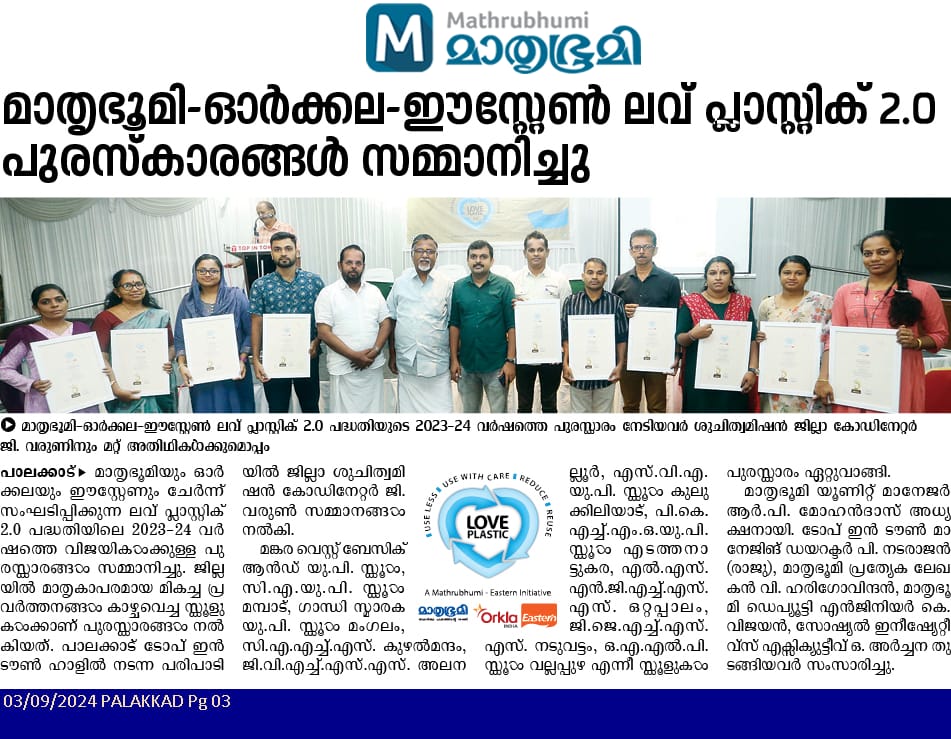 Mathrubhumi
മാതൃഭൂമി
മാതൃഭൂമി-ഓർക്കല-ഈസ്റ്റേൺ ലവ് പ്ലാസ്റ്റിക് 2.0
പുരസ്കാരങ്ങൾ സമ്മാനിച്ചു
LOVE
TOP IN TOWN
മാതൃഭൂമി-ഓർക്കല-ഈസ്റ്റേൺ ലവ് പ്ലാസ്റ്റിക് 2.0 പദ്ധതിയുടെ 2023-24 വർഷത്തെ പുരസ്കാരം നേടിയവർ ശുചിത്വമിഷൻ ജില്ലാ കോഡിനേറ്റർ
ജി. വരുണിനും മറ്റ് അതിഥികൾക്കുമൊപ്പം
പാലക്കാട് ▸ മാതൃഭൂമിയും ഓർ
ക്കലയും ഈസ്റ്റേണും ചേർന്ന്
സംഘടിപ്പിക്കുന്ന ലവ് പ്ലാസ്റ്റിക്
2.0 പദ്ധതിയിലെ 2023-24 വർ
ഷത്തെ വിജയികൾക്കുള്ള പു
രസ്കാരങ്ങൾ സമ്മാനിച്ചു. ജില്ല
യിൽ മാതൃകാപരമായ മികച്ച പ്ര
വർത്തനങ്ങൾ കാഴ്ചവെച്ച സ്കൂളു
കൾക്കാണ് പുരസ്കാരങ്ങൾ നൽ
കിയത്. പാലക്കാട് ടോപ് ഇൻ
ടൗൺ ഹാളിൽ നടന്ന പരിപാടി
യിൽ ജില്ലാ ശുചിത്വമി
ഷൻ കോഡിനേറ്റർ ജി.
വരുൺ സമ്മാനങ്ങൾ
നൽകി.
മങ്കര വെസ്റ്റ് ബേസിക്
ആൻഡ് യു.പി. സ്കൂൾ,
സി.എ.യു.പി. സ്കൂൾ
മമ്പാട്, ഗാന്ധി സ്മാരക
യു.പി. സ്കൂൾ മംഗലം,
സി.എ.എച്ച്.എസ്. കുഴൽമന്ദം,
ജി.വി.എച്ച്.എസ്.എസ്. അലന
USE LESS USE WITH CARE REDUCE REUSE
LOVE
PLASTIC
A Mathrubhumi - Eastern Initiative
മാതൃഭൂമി
Orkla
INDIA
Eastern
ല്ലൂർ, എസ്.വി.എ.
യു.പി. സ്കൂൾ കുലു
ക്കിലിയാട്, പി.കെ.
എച്ച്.എം.ഒ.യു.പി.
സ്കൂൾ എടത്തനാ
ട്ടുകര, എൽ.എസ്.
എൻ.ജി.എച്ച്.എസ്.
എസ്. ഒറ്റപ്പാലം,
ജി.ജെ.എച്ച്.എസ്.
എസ്. നടുവട്ടം, ഒ.എ.എൽ.പി.
സ്കൂൾ വല്ലപ്പുഴ എന്നീ സ്കൂളുകൾ
പുരസ്കാരം ഏറ്റുവാങ്ങി.
മാതൃഭൂമി യൂണിറ്റ് മാനേജർ
ആർ.പി. മോഹൻദാസ് അധ്യ
ക്ഷനായി. ടോപ് ഇൻ ടൗൺ മാ
നേജിങ് ഡയറക്ടർ പി. നടരാജൻ
(രാജു), മാതൃഭൂമി പ്രത്യേക ലേഖ
കൻ വി. ഹരിഗോവിന്ദൻ, മാതൃഭൂ
മി ഡെപ്യൂട്ടി എൻജിനിയർ കെ.
വിജയൻ, സോഷ്യൽ ഇനീഷ്യേറ്റീ
വ്സ് എക്സിക്യുട്ടീവ് ഒ. അർച്ചന തു
ടങ്ങിയവർ സംസാരിച്ചു.
03/09/2024 PALAKKAD Pg 03